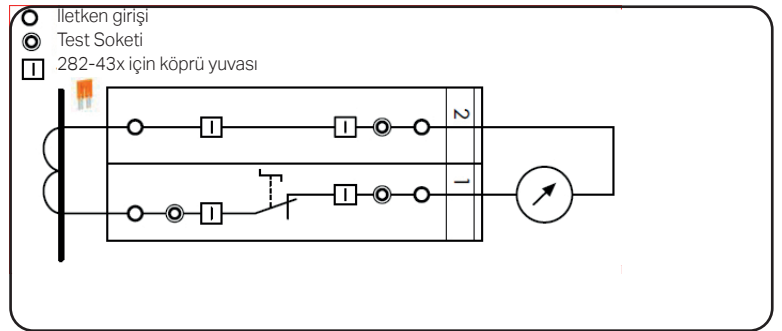 İletken girişi
Test Soketi
282-43x için köprü yuvası
2
1